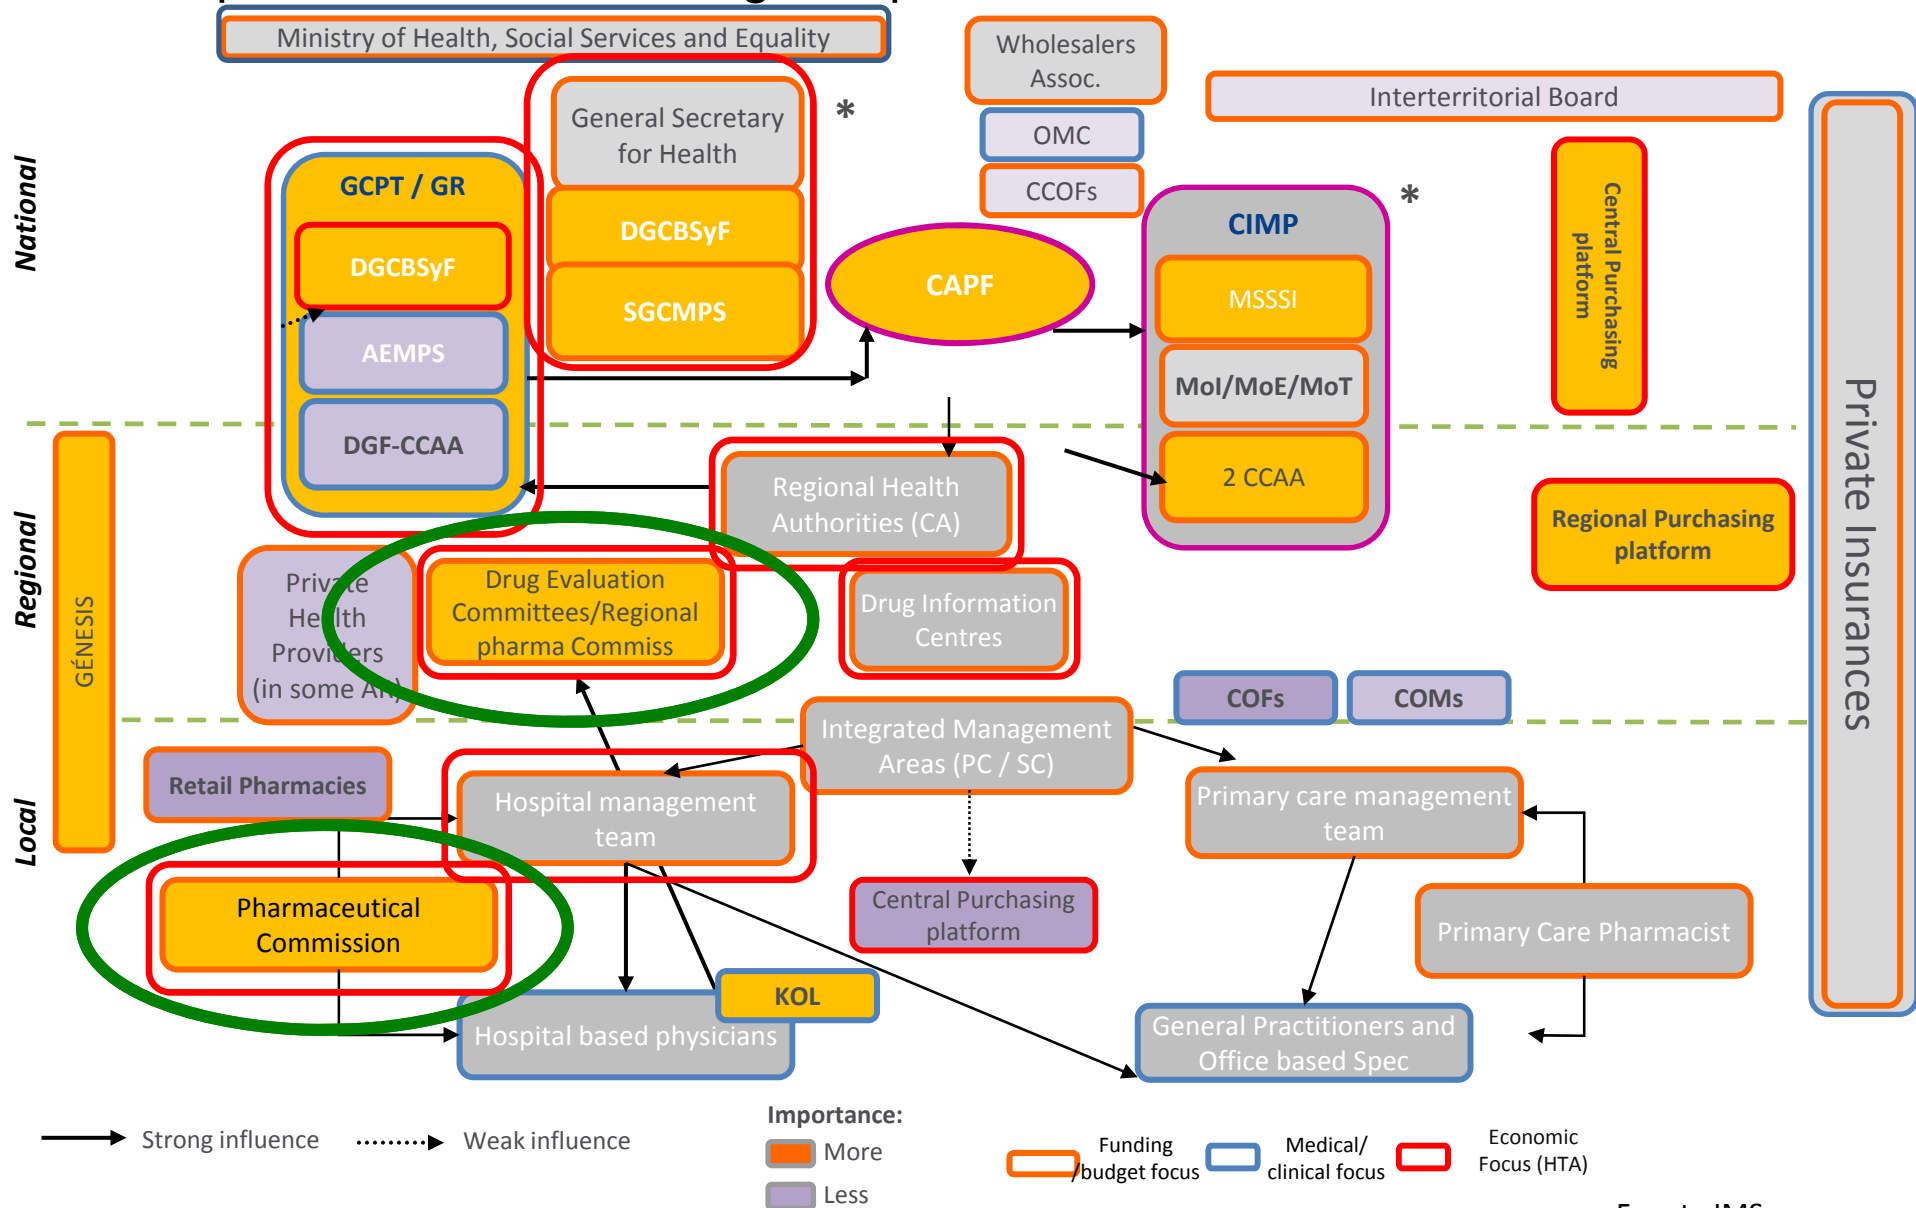 Ministry of Health, Social Services and Equality
Wholesalers
Assoc.
Interterritorial Board
General Secretary
for Health
*
OMC
CCOFs
National
GCPT / GR
DGCBSyF
AEMPS
DGF-CCAA
DGCBSyF
SGCMPS
CAPF
*
CIMP
MSSSI
MoI/MoE/MoT
2 CCAA
Central Purchasing
platform
Private Insurances
Regional
GÉNESIS
Regional Health
Authorities (CA)
Regional Purchasing
platform
Private
Health
Providers
(in some AR)
Drug Evaluation
Committees/Regional
pharma Commiss
Drug Information
Centres
COFs
COMs
Local
Integrated Management
Areas (PC / SC)
Retail Pharmacies
Hospital management
team
Primary care management
team
Pharmaceutical
Commission
Central Purchasing
platform
Primary Care Pharmacist
KOL
Hospital based physicians
General Practitioners and
Office based Spec
Strong influence
Weak influence
Importance:
More
Less
Funding
/budget focus
Medical/
clinical focus
Economic
Focus (HTA)